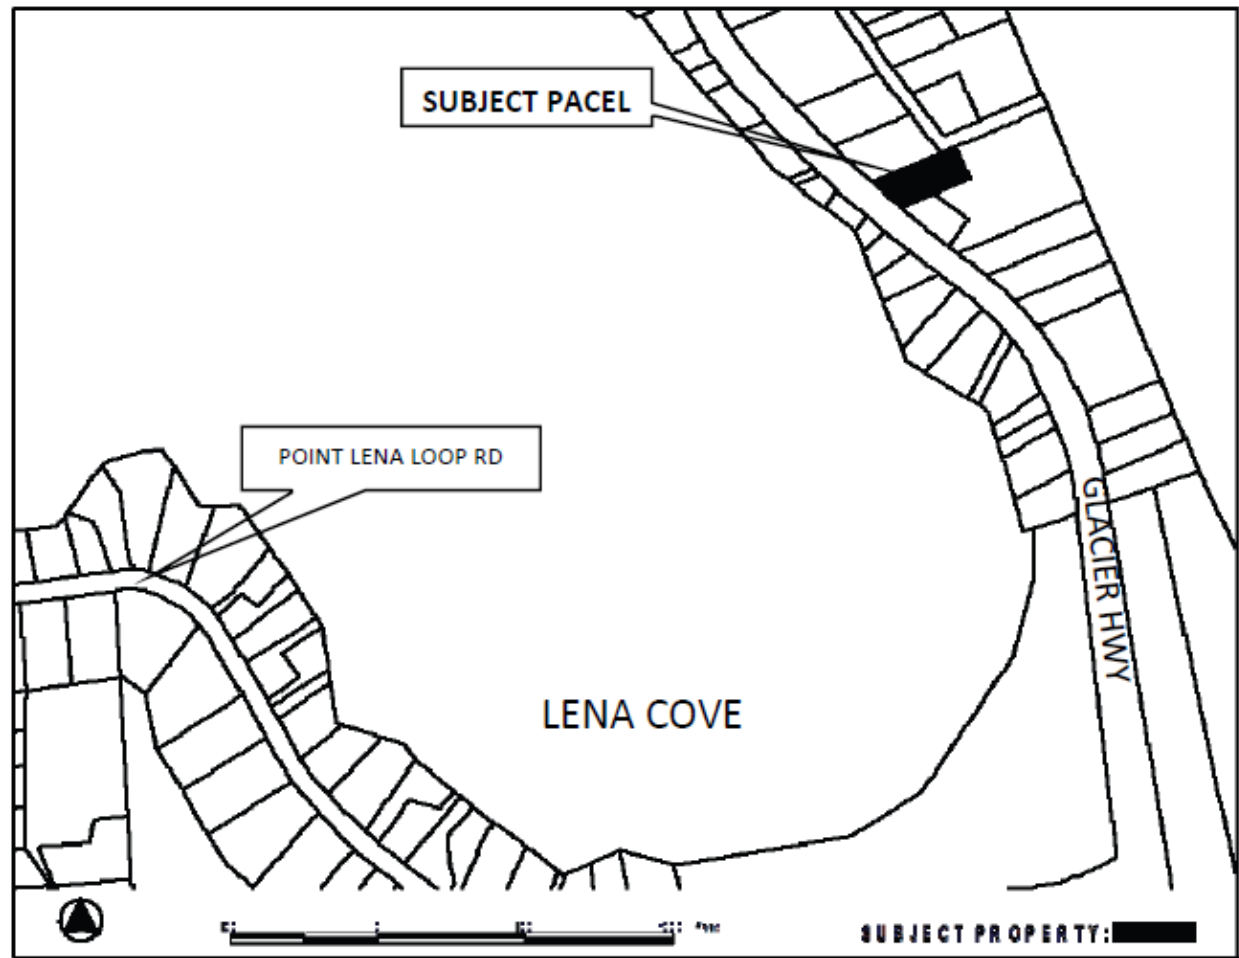 SUBJECT PACEL
POINT LENA LOOP RD
GLACIER HWY
LENA COVE
SUBJECT PROPERTY: